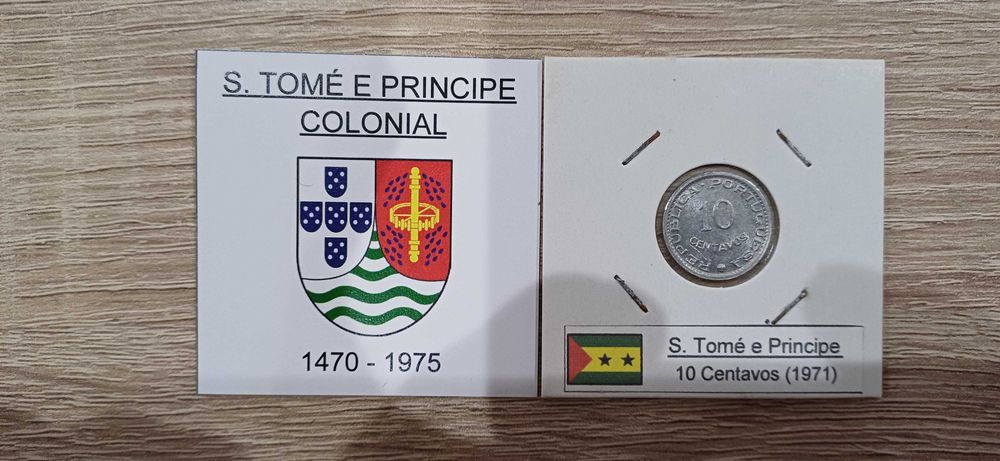 S. TOMÉ E PRINCIPE
COLONIAL
1470 - 1975
REPUBLICA · PORTUGUESA
10
CENTAVOS
S. Tomé e Principe
10 Centavos (1971)